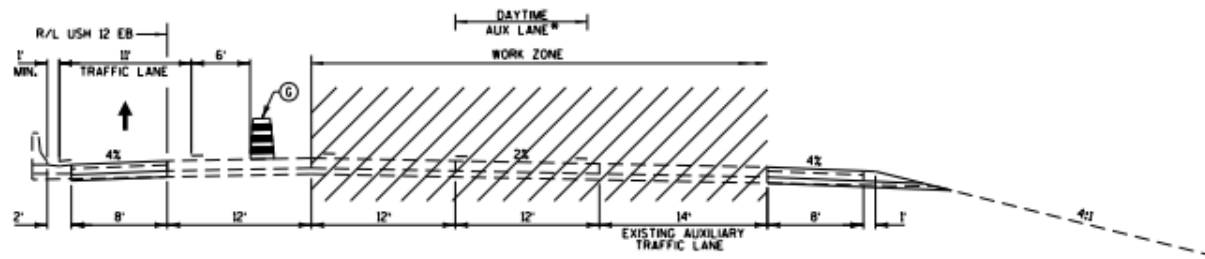 DAYTIME
AUX LANE*
R/L USH 12 EB
WORK ZONE
1'
MIN.
11'
TRAFFIC LANE
6'
G
4%
2%
4%
2'
8'
12'
12'
12'
14'
8'
1'
EXISTING AUXILIARY
TRAFFIC LANE
4:1